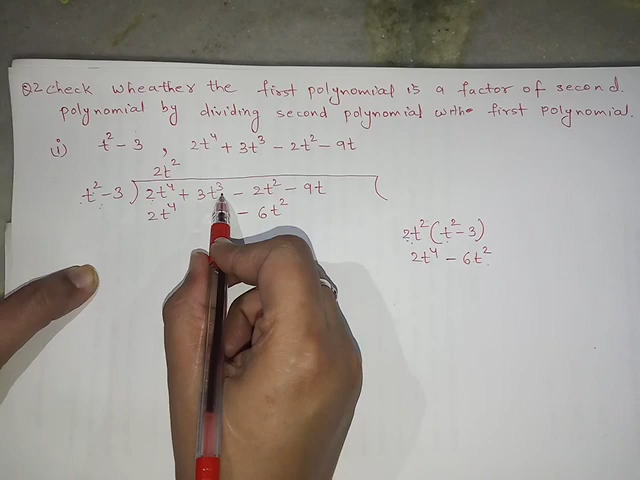 Q2 check wheather the first polynomial is a factor of second
polynomial by dividing second polynomial with first polynomial.
i) t² - 3 , 2t⁴ + 3t³ - 2t² - 9t
2t²
t² - 3 ) 2t⁴ + 3t³ - 2t² - 9t (
2t⁴ - 6t²
2t² (t² - 3)
2t⁴ - 6t²